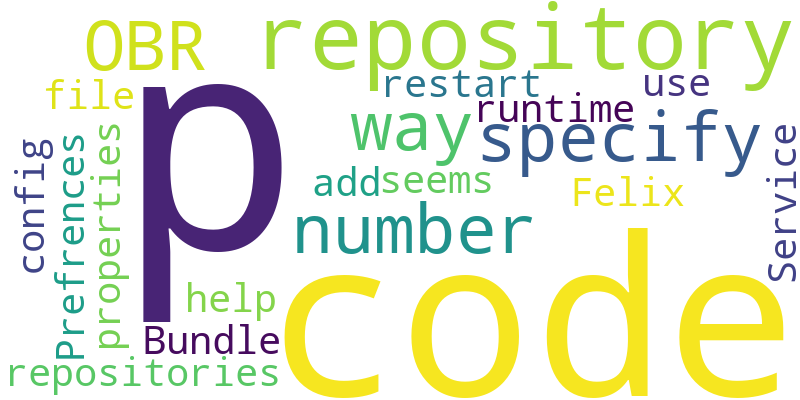 OBR
repository
file
restart
use
runtime
p
way
specify
config
Prefrences
properties
add
seems
Felix
Service
number
help
code
Bundle
repositories